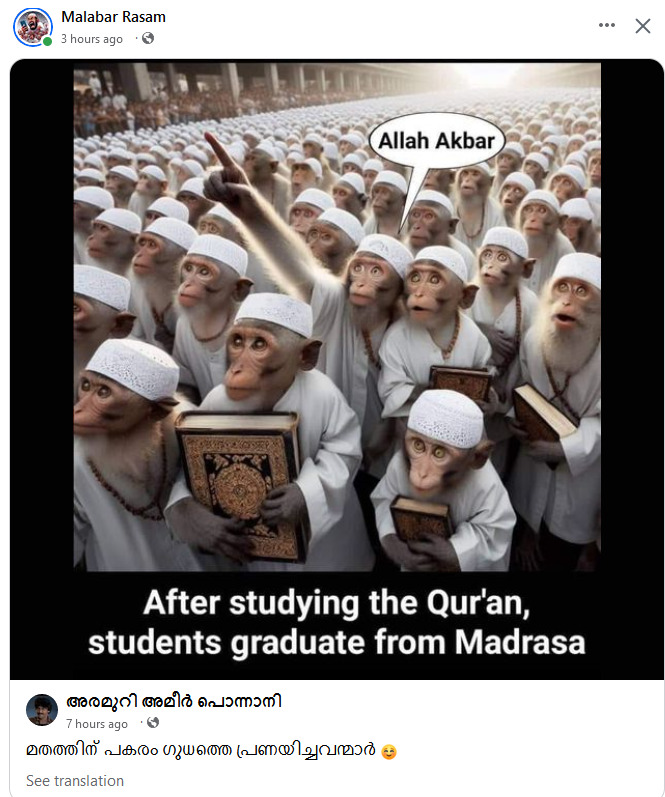 Malabar Rasam
3 hours ago ·
Allah Akbar
After studying the Qur'an,
students graduate from Madrasa
അരമുറി അമീർ പൊന്നാനി
7 hours ago ·
മതത്തിന് പകരം ഗുധത്തെ പ്രണയിച്ചവന്മാർ 😊
See translation